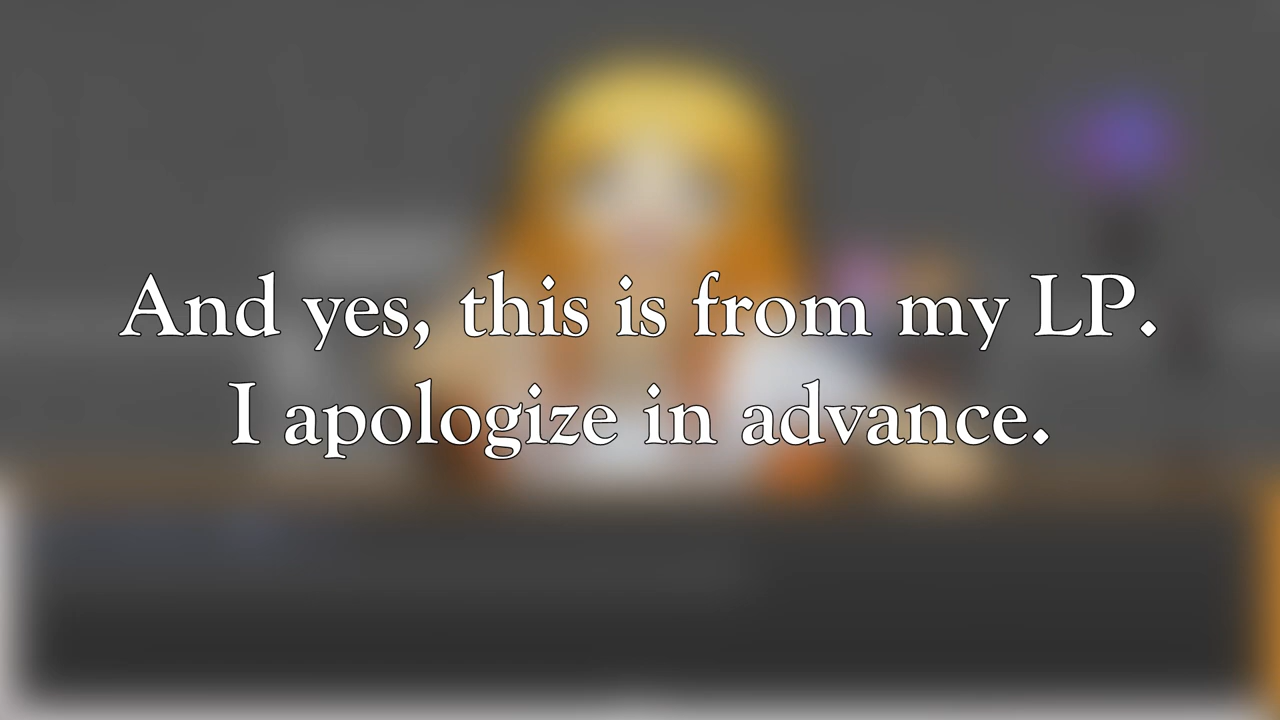 And yes, this is from my LP.
I apologize in advance.